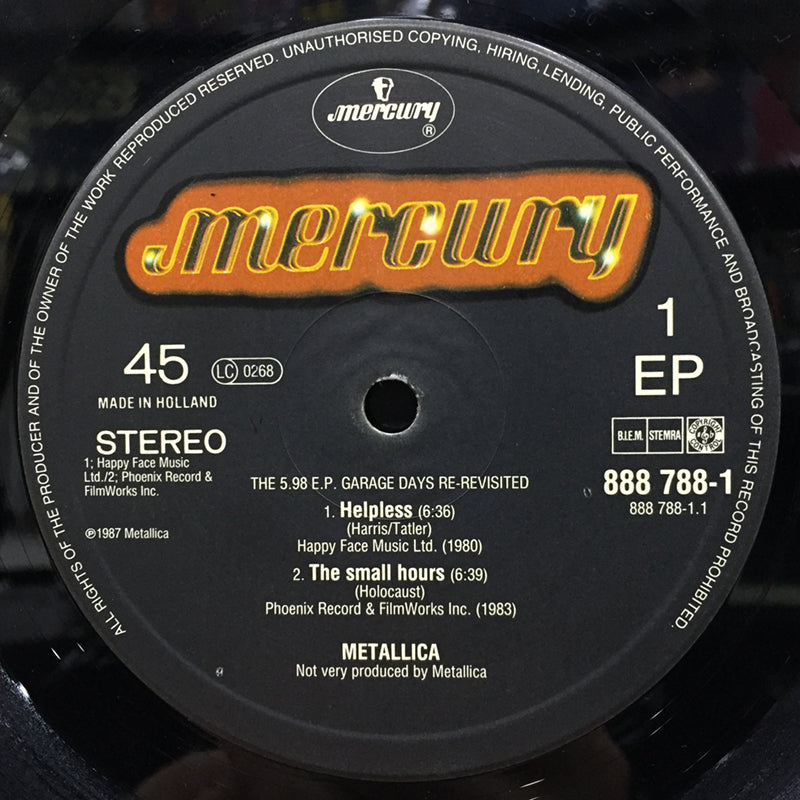 ALL RIGHTS OF THE PRODUCER AND OF THE OWNER OF THE WORK REPRODUCED RESERVED. UNAUTHORISED COPYING, HIRING, LENDING, PUBLIC PERFORMANCE AND BROADCASTING OF THIS RECORD PROHIBITED.
mercury
®
mercury
45
LC 0268
MADE IN HOLLAND
STEREO
1; Happy Face Music
Ltd./2; Phoenix Record &
FilmWorks Inc.
℗1987 Metallica
1
EP
B.I.E.M. STEMRA COPYRIGHT CONTROL
888 788-1
888 788-1.1
THE 5.98 E.P. GARAGE DAYS RE-REVISITED
1. Helpless (6:36)
(Harris/Tatler)
Happy Face Music Ltd. (1980)
2. The small hours (6:39)
(Holocaust)
Phoenix Record & FilmWorks Inc. (1983)
METALLICA
Not very produced by Metallica